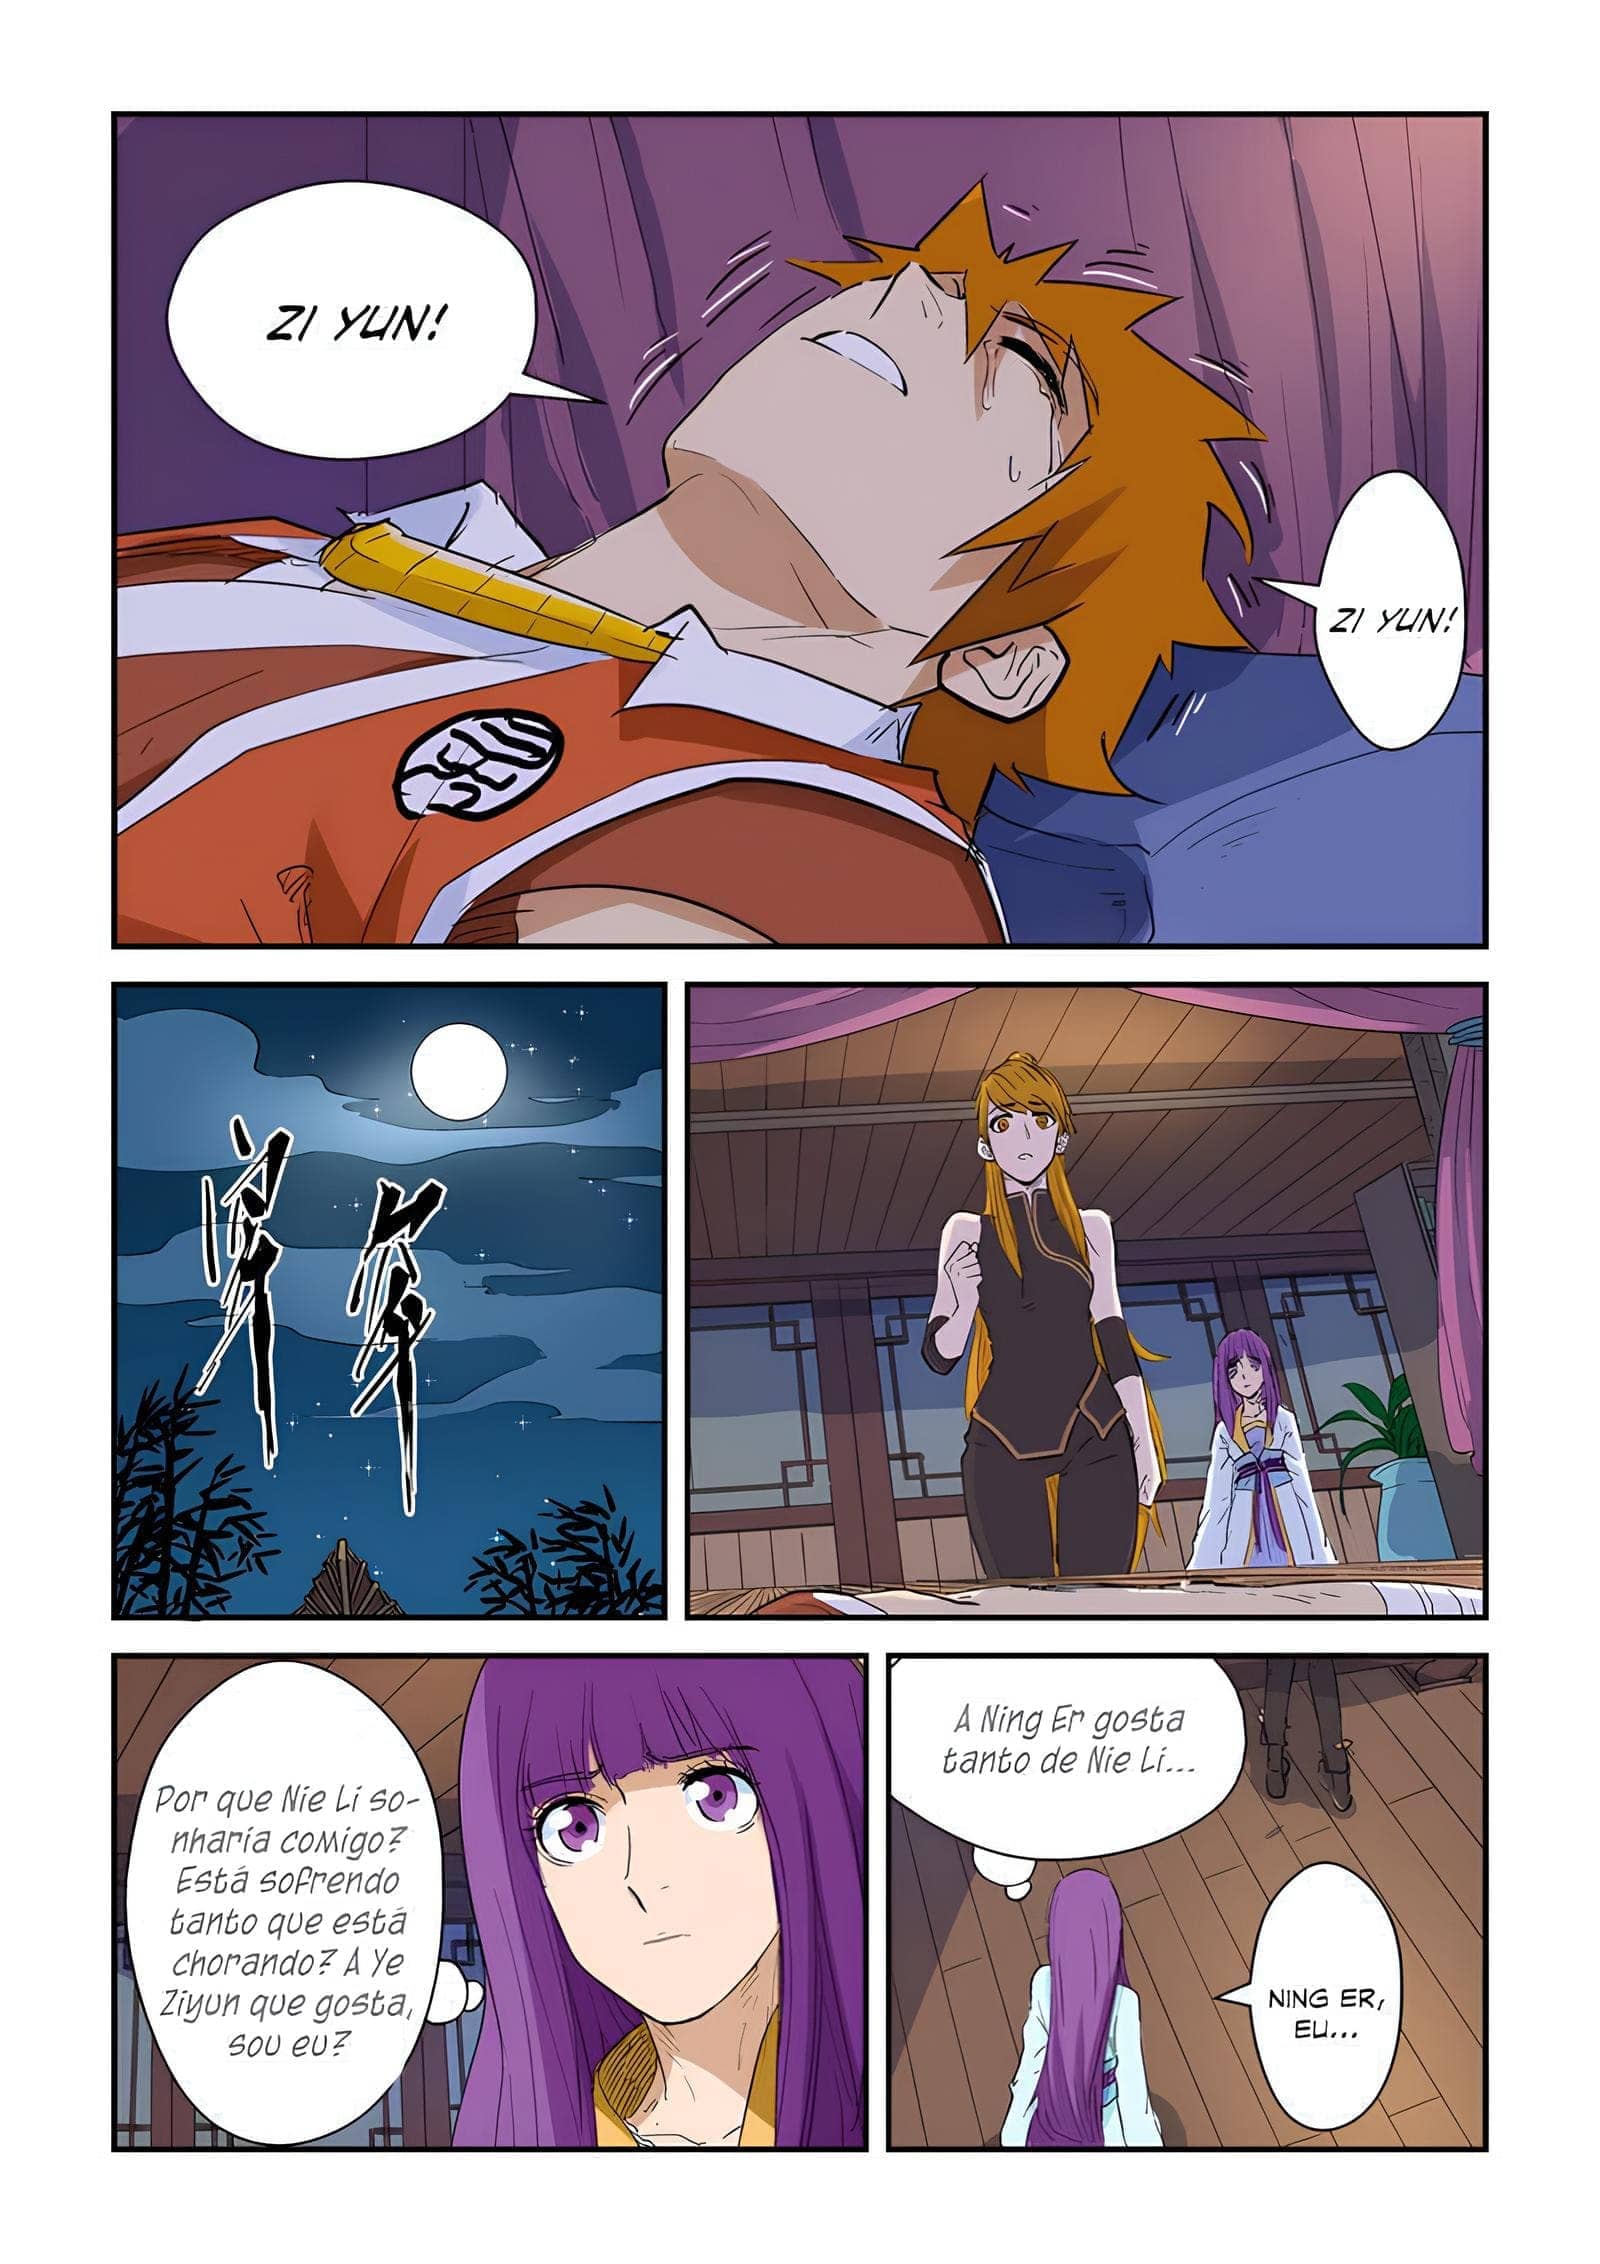 ZI YUN!
ZI YUN!
Por que Nie Li so-
nharia comigo?
Está sofrendo
tanto que está
chorando? A Ye
Ziyun que gosta,
sou eu?
A Ning Er gosta
tanto de Nie Li...
NING ER,
EU...